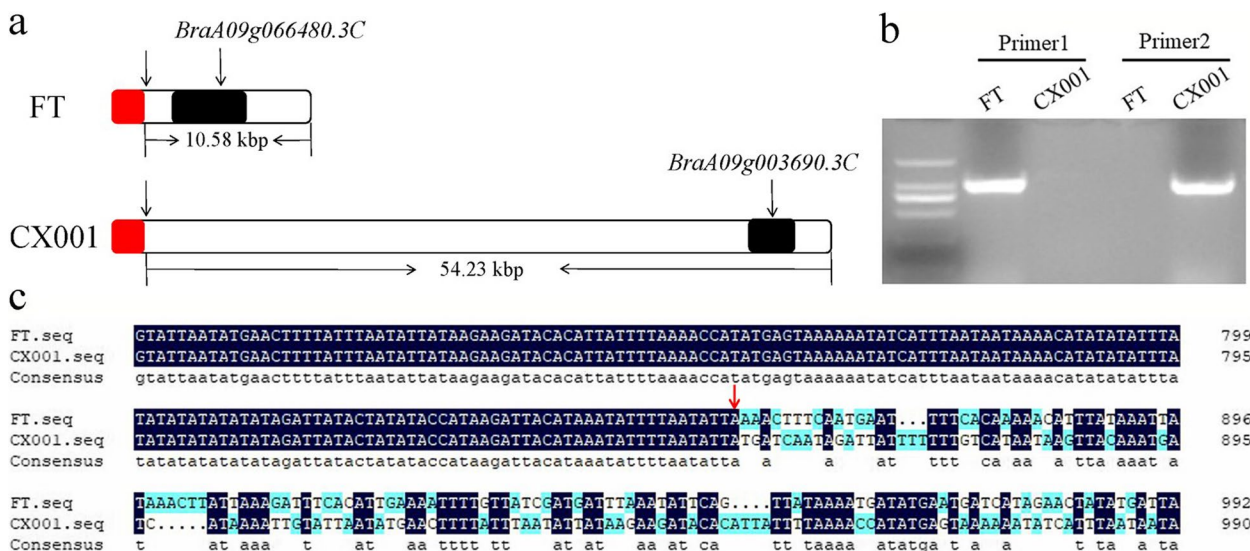 a
BraA09g066480.3C
FT
10.58 kbp
BraA09g003690.3C
CX001
54.23 kbp
b
Primer1 Primer2
FT CX001 FT CX001
c
FT.seq GTATTAATATGAACTTTTATTTAATATTATAAGAAGATACACATTATTTTAAAACCATATGAGTAAAAAATATCATTTAATAATAAAACATATATATTTA 799
CX001.seq GTATTAATATGAACTTTTATTTAATATTATAAGAAGATACACATTATTTTAAAACCATATGAGTAAAAAATATCATTTAATAATAAAACATATATATTTA 795
Consensus gtattaatatgaacttttatttaatattataagaagatacacattattttaaaaccatatgagtaaaaaatatcatttaataataaaacatatatattta
FT.seq TATATATATATATAGATTATACTATATACCATAAGATTACATAAATATTTTAATATTAAAACTTTCAATGAAT...TTTCACAAAAACATTTATAAATTA 896
CX001.seq TATATATATATATAGATTATACTATATACCATAAGATTACATAAATATTTTAATATTATGATCAATAGATTATTTTTTTGTCATAATAAGTTACAAATGA 895
Consensus tatatatatatatagattatactatataccataagattacataaatattttaatatta a a at ttt ca aa a tta aaat a
FT.seq TAAACTTATTAAAGATTTCACATTGAAAATTTTGTTATCGATGATTTAAATATTCAG....TTATAAAATGATATGAATGATCATAGAACTATATGATTA 992
CX001.seq TC.....ATAAAATTGTATTAATATGAACTTTTATTTAATATTATAAGAAGATACACATTATTTTAAAACCATATGAGTAAAAAATATCATTTAATAATA 990
Consensus t at aaa t at aa tttt tt at at aa at ca tt taaaa atatga t a a t ta ta